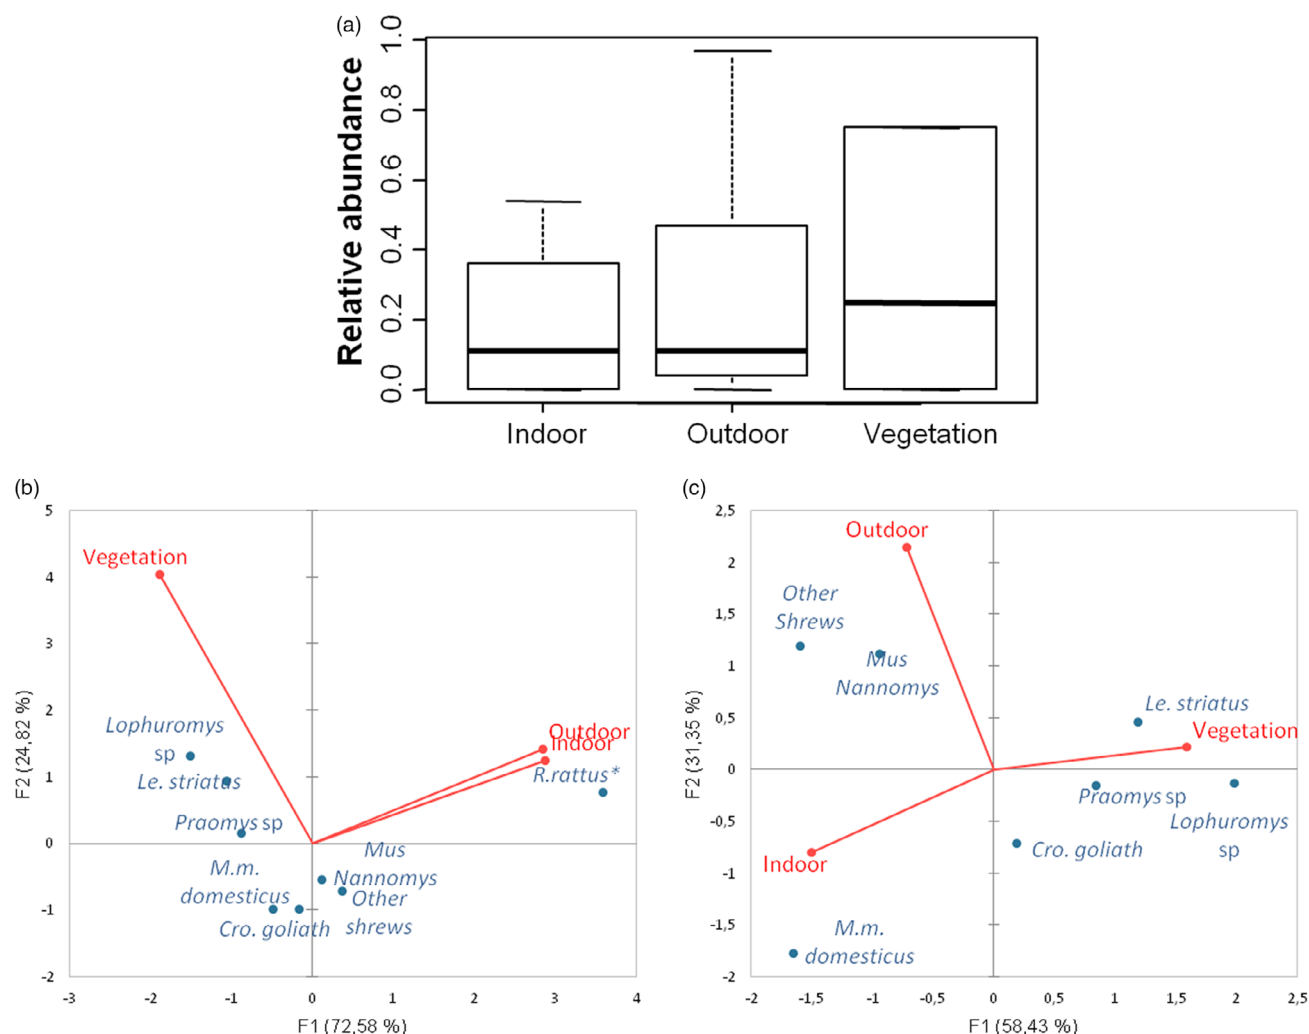 (a)
Relative abundance
1.0
0.8
0.6
0.4
0.2
0.0
Indoor Outdoor Vegetation
(b)
F2 (24,82 %)
5
4
3
2
1
0
-1
-2
Vegetation
Lophuromys
sp
Le. striatus
Praomys sp
M.m.
domesticus
Cro. goliath
Mus
Nannomys
Other
shrews
Outdoor
Indoor
R.rattus*
-3 -2 -1 0 1 2 3 4
F1 (72,58 %)
(c)
F2 (31,35 %)
2,5
2
1,5
1
0,5
0
-0,5
-1
-1,5
-2
Outdoor
Other
Shrews
Mus
Nannomys
Le. striatus
Vegetation
Praomys sp
Lophuromys
sp
Cro. goliath
Indoor
M.m.
domesticus
-2 -1,5 -1 -0,5 0 0,5 1 1,5 2 2,5
F1 (58,43 %)